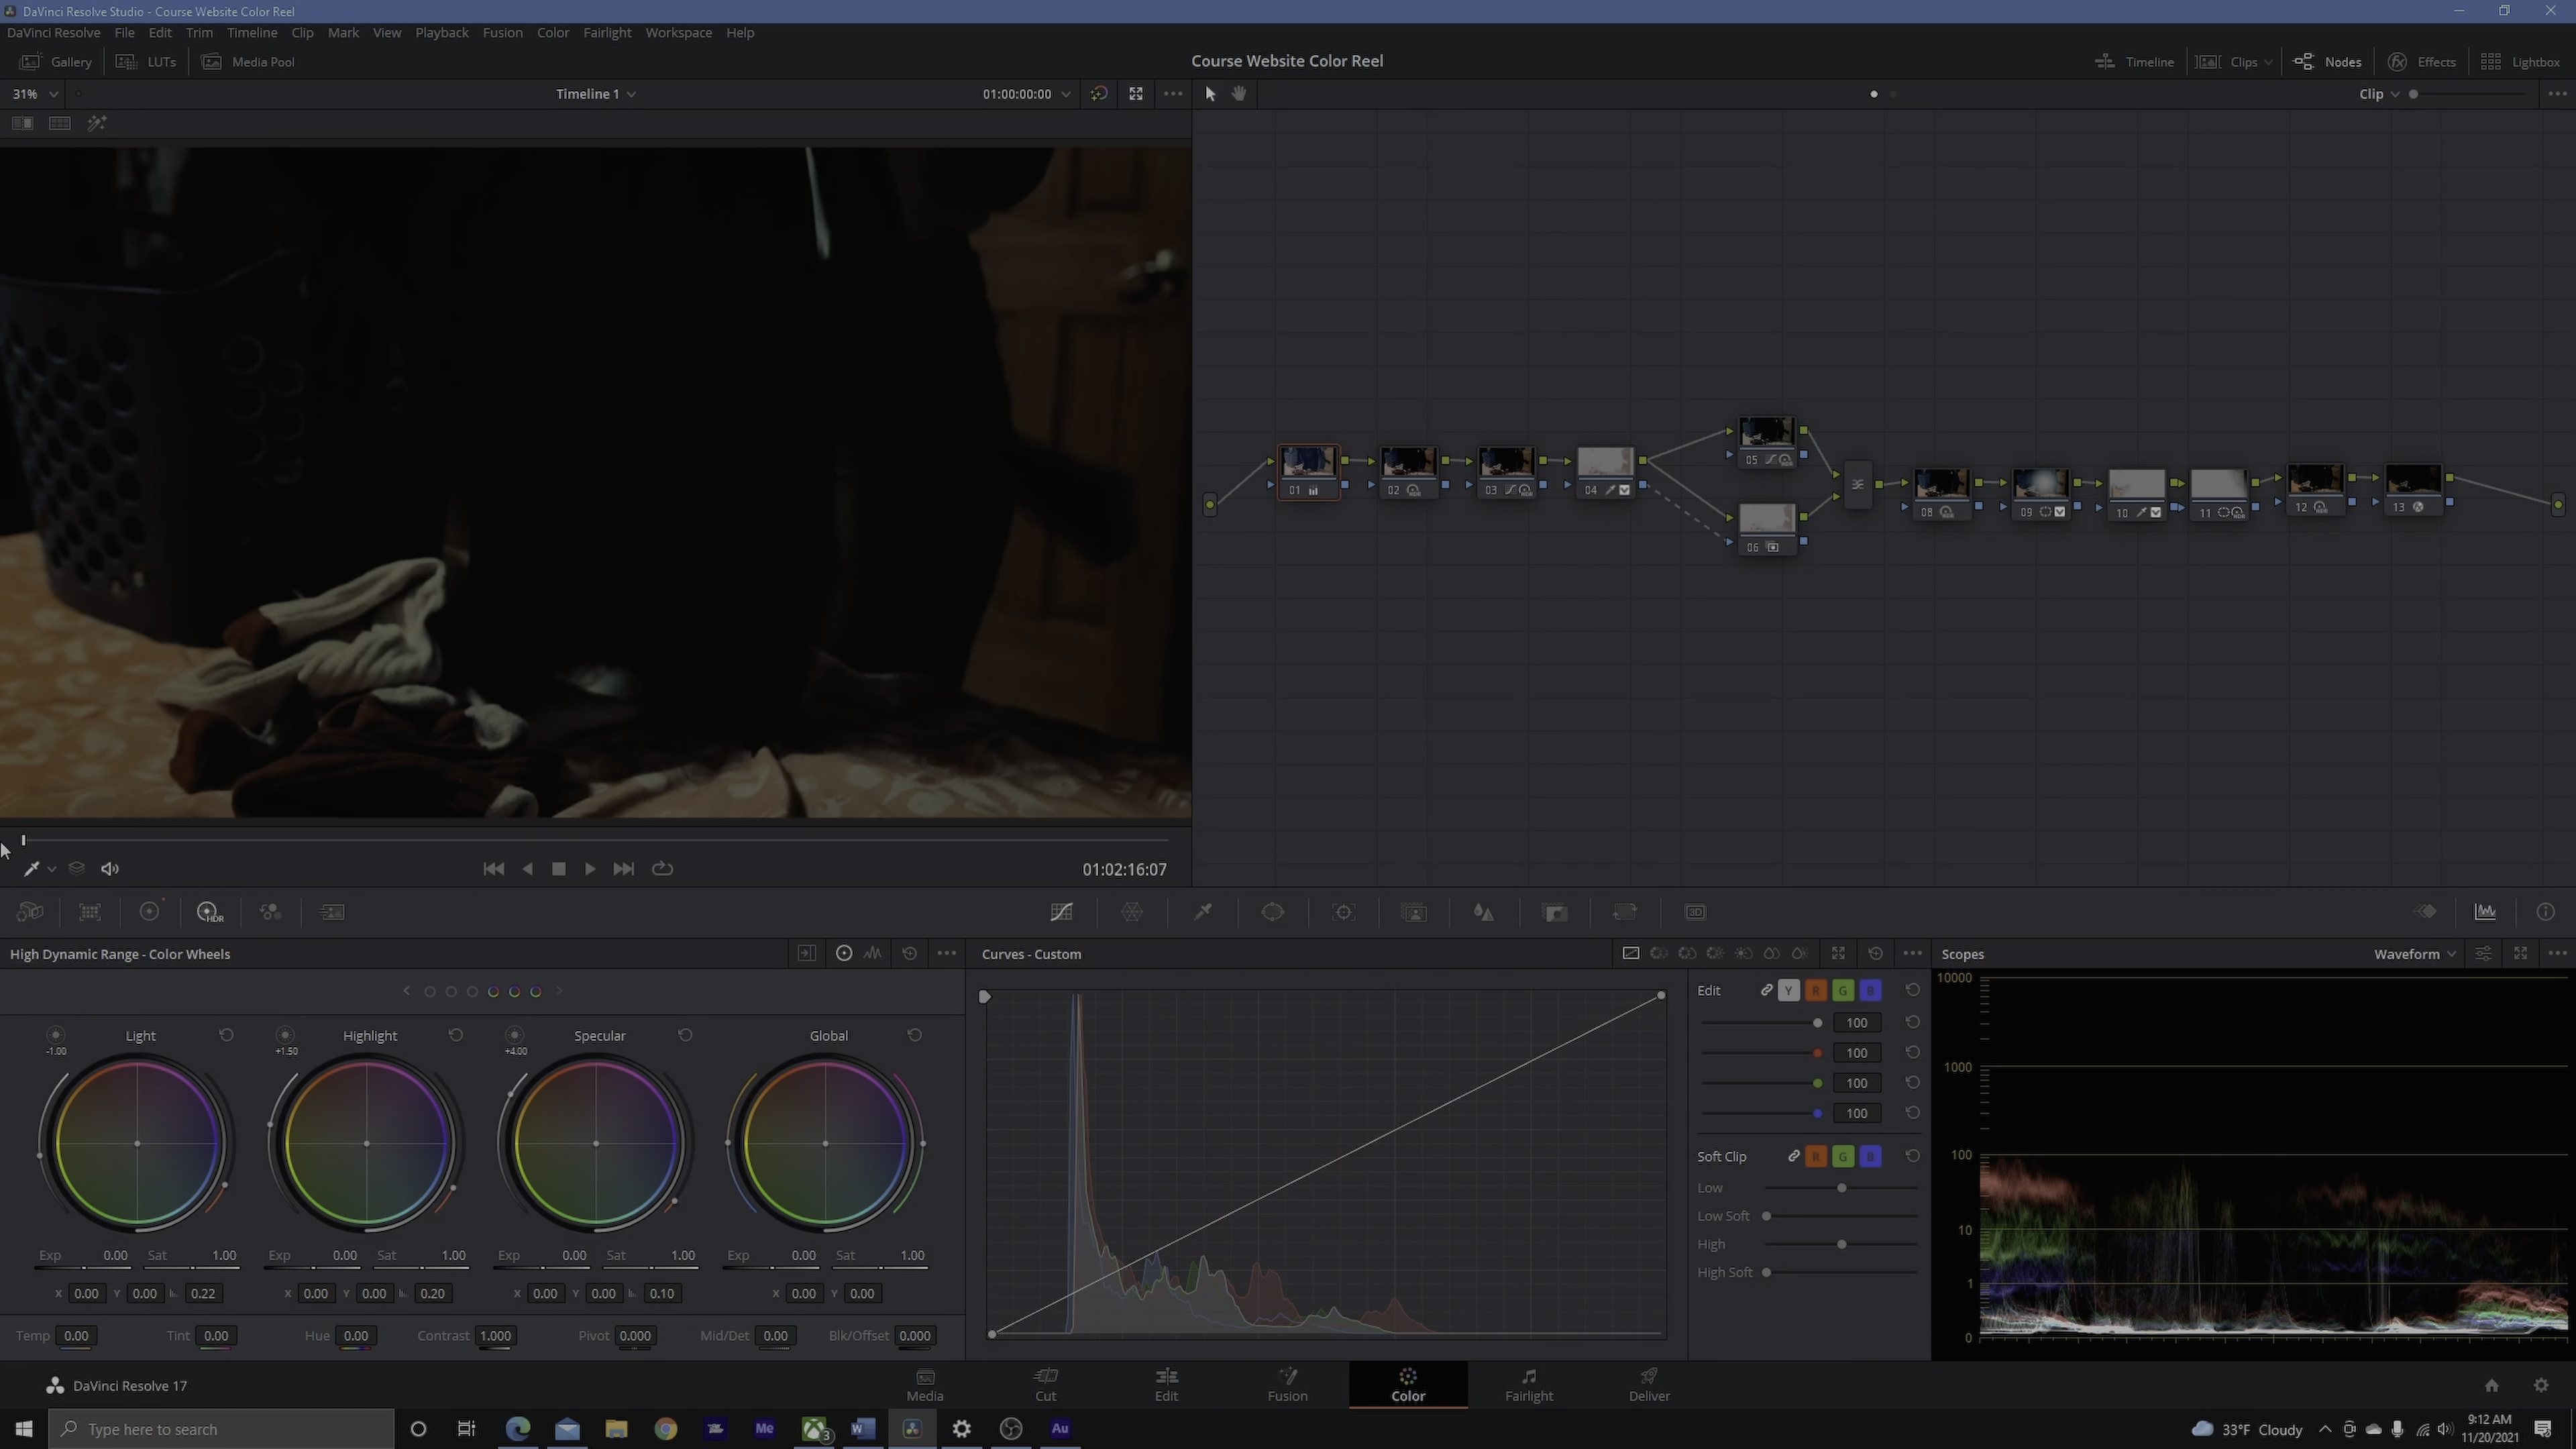 DaVinci Resolve Studio - Course Website Color Reel
DaVinci Resolve File Edit Trim Timeline Clip Mark View Playback Fusion Color Fairlight Workspace Help
Gallery LUTs Media Pool Course Website Color Reel Timeline Clips Nodes Effects Lightbox
31% Timeline 1 01:00:00:00 Clip
05
01 02 03 04
08 09 10 11 12 13
06
01:02:16:07
HDR
High Dynamic Range - Color Wheels Curves - Custom Scopes Waveform
10000
Edit Y R G B
100
100
100
100
Light Highlight Specular Global
-1.00 +1.50 +4.00
1000
100
10
1
0
Soft Clip R G B
Low
Low Soft
High
High Soft
Exp 0.00 Sat 1.00 Exp 0.00 Sat 1.00 Exp 0.00 Sat 1.00 Exp 0.00 Sat 1.00
X 0.00 Y 0.00 0.22 X 0.00 Y 0.00 0.20 X 0.00 Y 0.00 0.10 X 0.00 Y 0.00
Temp 0.00 Tint 0.00 Hue 0.00 Contrast 1.000 Pivot 0.000 Mid/Det 0.00 Blk/Offset 0.000
DaVinci Resolve 17 Media Cut Edit Fusion Color Fairlight Deliver
Type here to search Me 3 W Au 33°F Cloudy 9:12 AM
11/20/2021